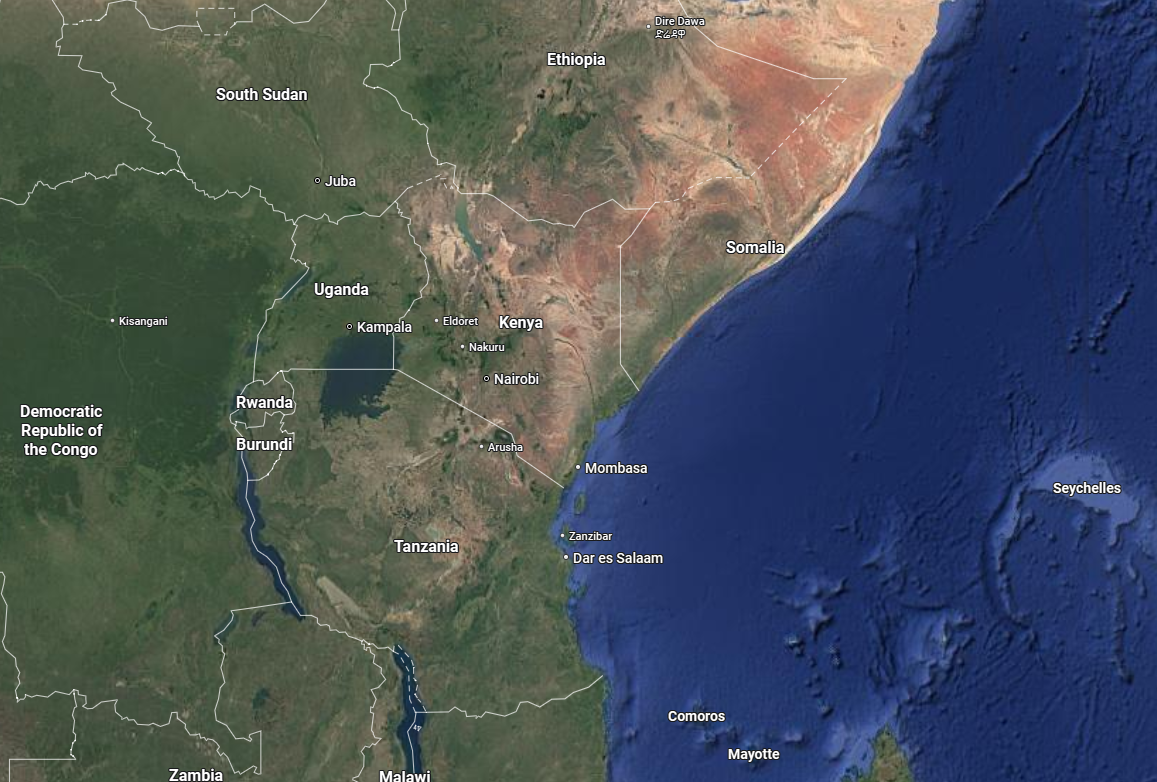 Dire Dawa
ድሬዳዋ
Ethiopia
South Sudan
Juba
Somalia
Uganda
Kisangani
Kampala
Eldoret
Kenya
Nakuru
Nairobi
Rwanda
Democratic
Republic of
the Congo
Burundi
Arusha
Mombasa
Seychelles
Zanzibar
Tanzania
Dar es Salaam
Comoros
Mayotte
Zambia
Malawi